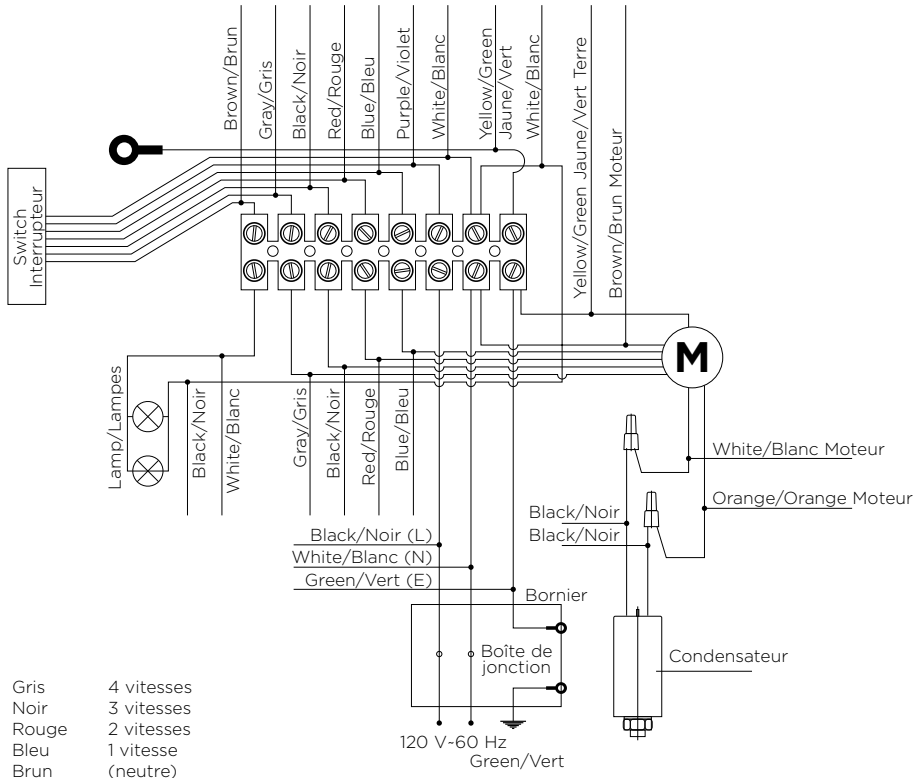 Brown/Brun
Gray/Gris
Black/Noir
Red/Rouge
Blue/Bleu
Purple/Violet
White/Blanc
Yellow/Green
Jaune/Vert
White/Blanc
Yellow/Green Jaune/Vert Terre
Brown/Brun Moteur
Switch
Interrupteur
M
Lamp/Lampes
Black/Noir
White/Blanc
Gray/Gris
Black/Noir
Red/Rouge
Blue/Bleu
White/Blanc Moteur
Orange/Orange Moteur
Black/Noir
Black/Noir
Black/Noir (L)
White/Blanc (N)
Green/Vert (E)
Bornier
Boîte de
jonction
Condensateur
120 V~60 Hz
Green/Vert
Gris 4 vitesses
Noir 3 vitesses
Rouge 2 vitesses
Bleu 1 vitesse
Brun (neutre)